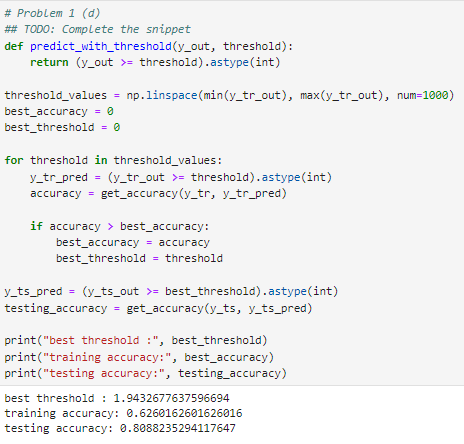 # Problem 1 (d)
## TODO: Complete the snippet
def predict_with_threshold(y_out, threshold):
    return (y_out >= threshold).astype(int)

threshold_values = np.linspace(min(y_tr_out), max(y_tr_out), num=1000)
best_accuracy = 0
best_threshold = 0

for threshold in threshold_values:
    y_tr_pred = (y_tr_out >= threshold).astype(int)
    accuracy = get_accuracy(y_tr, y_tr_pred)

    if accuracy > best_accuracy:
        best_accuracy = accuracy
        best_threshold = threshold

y_ts_pred = (y_ts_out >= best_threshold).astype(int)
testing_accuracy = get_accuracy(y_ts, y_ts_pred)

print("best threshold :", best_threshold)
print("training accuracy:", best_accuracy)
print("testing accuracy:", testing_accuracy)
best threshold : 1.9432677637596694
training accuracy: 0.6260162601626016
testing accuracy: 0.8088235294117647